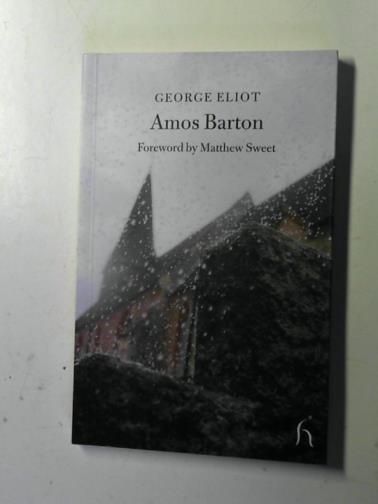 GEORGE ELIOT
Amos Barton
Foreword by Matthew Sweet